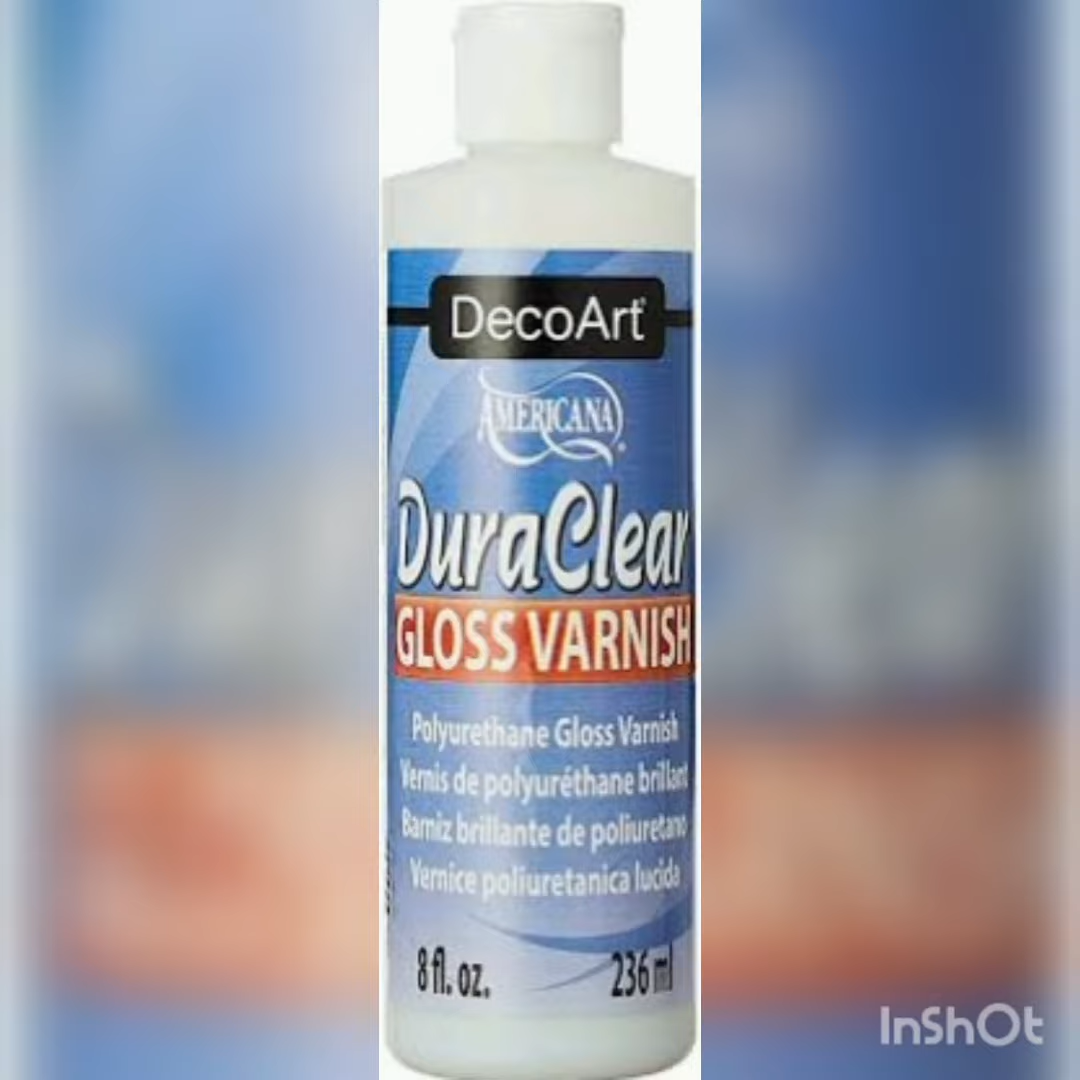 DecoArt®
AMERICANA®
DuraClear
GLOSS VARNISH
Polyurethane Gloss Varnish
Vernis de polyuréthane brillant
Barniz brillante de poliuretano
Vernice poliuretanica lucida
8 fl. oz. 236 ml
InShOt